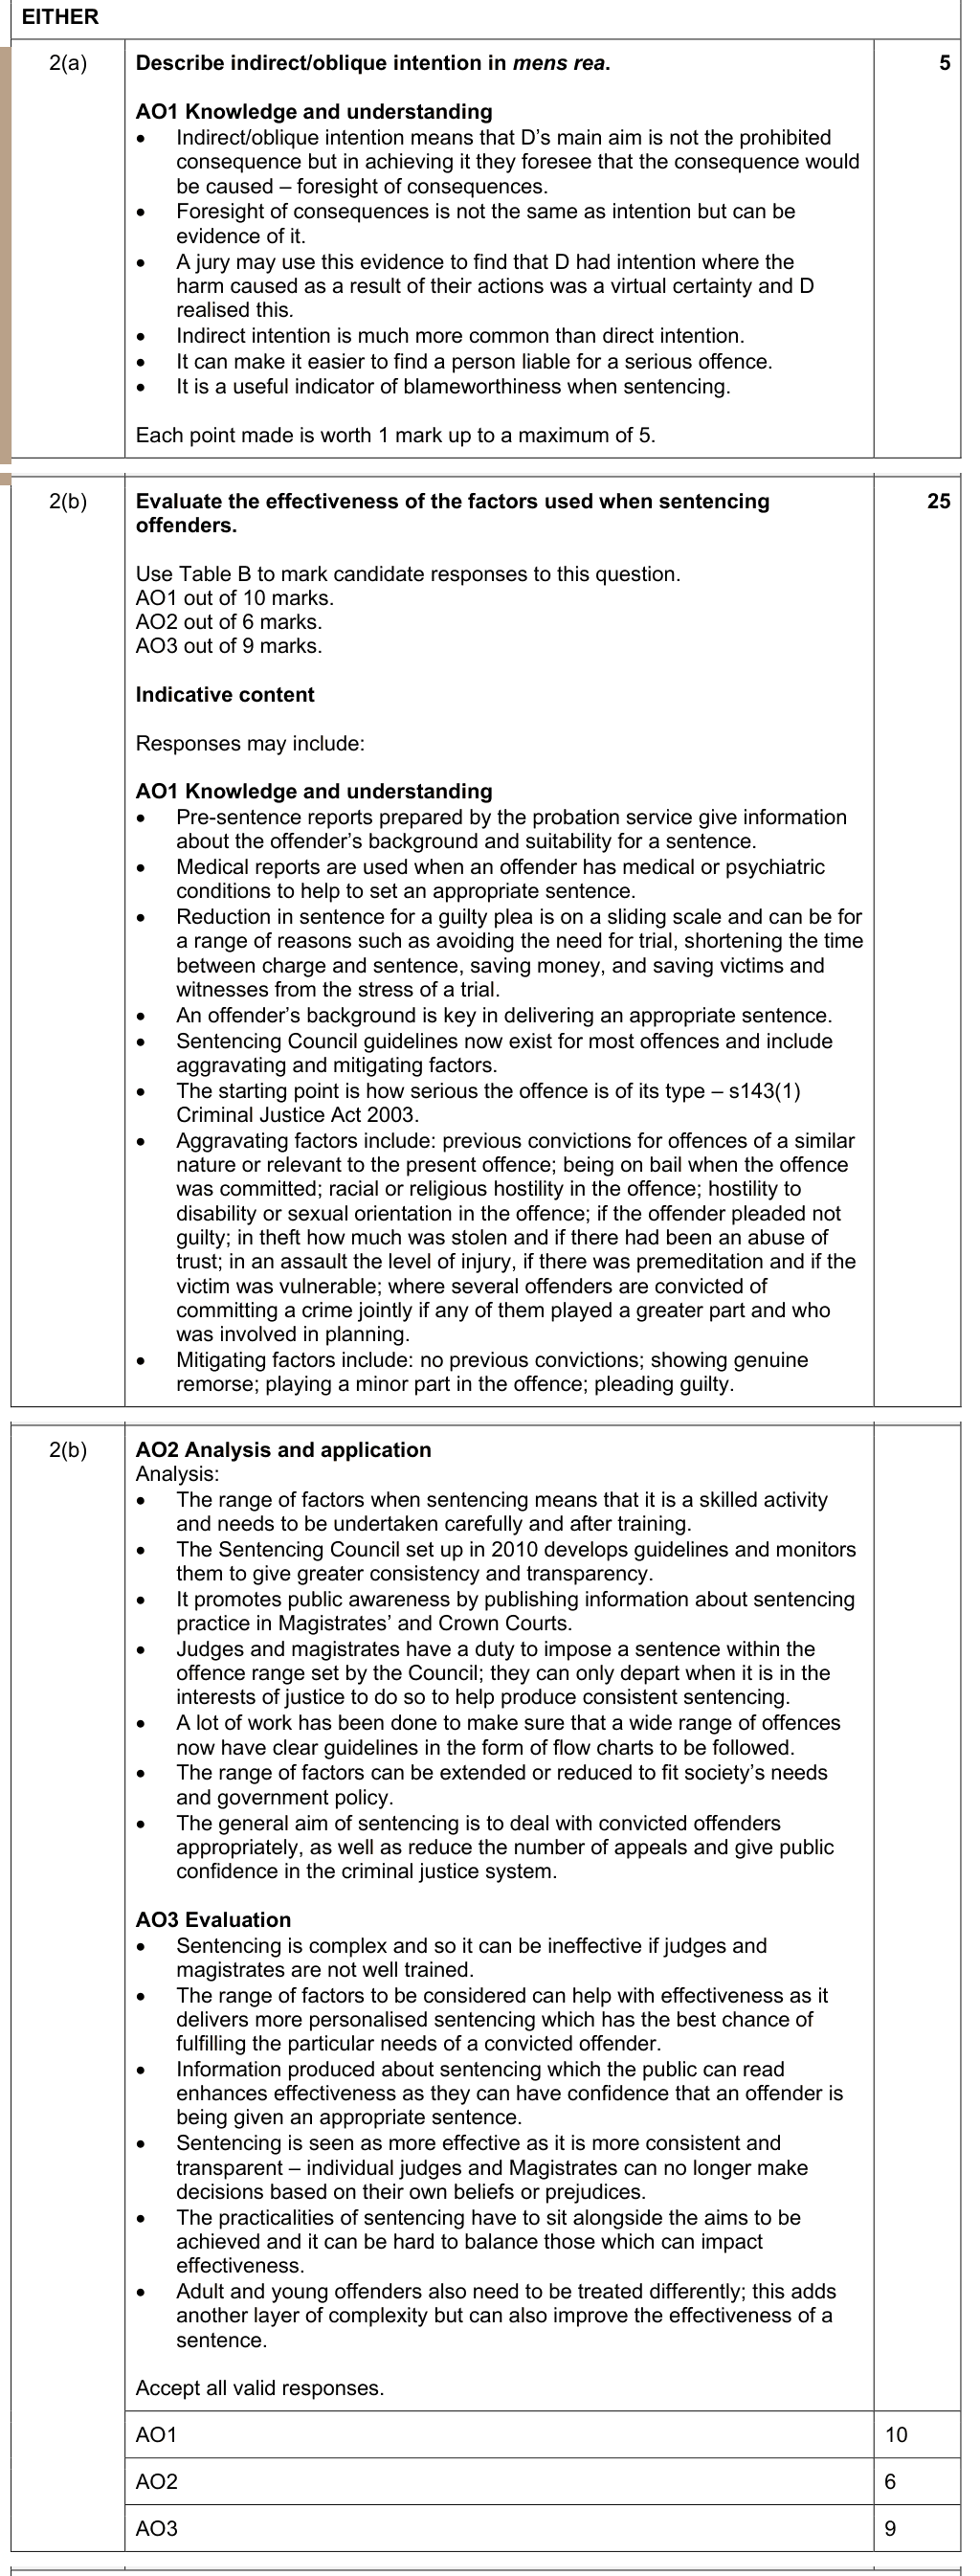 EITHER
2(a)
Describe indirect/oblique intention in mens rea.
5
AO1 Knowledge and understanding
• Indirect/oblique intention means that D’s main aim is not the prohibited
consequence but in achieving it they foresee that the consequence would
be caused – foresight of consequences.
• Foresight of consequences is not the same as intention but can be
evidence of it.
• A jury may use this evidence to find that D had intention where the
harm caused as a result of their actions was a virtual certainty and D
realised this.
• Indirect intention is much more common than direct intention.
• It can make it easier to find a person liable for a serious offence.
• It is a useful indicator of blameworthiness when sentencing.
Each point made is worth 1 mark up to a maximum of 5.
2(b)
Evaluate the effectiveness of the factors used when sentencing
offenders.
25
Use Table B to mark candidate responses to this question.
AO1 out of 10 marks.
AO2 out of 6 marks.
AO3 out of 9 marks.
Indicative content
Responses may include:
AO1 Knowledge and understanding
• Pre-sentence reports prepared by the probation service give information
about the offender’s background and suitability for a sentence.
• Medical reports are used when an offender has medical or psychiatric
conditions to help to set an appropriate sentence.
• Reduction in sentence for a guilty plea is on a sliding scale and can be for
a range of reasons such as avoiding the need for trial, shortening the time
between charge and sentence, saving money, and saving victims and
witnesses from the stress of a trial.
• An offender’s background is key in delivering an appropriate sentence.
• Sentencing Council guidelines now exist for most offences and include
aggravating and mitigating factors.
• The starting point is how serious the offence is of its type – s143(1)
Criminal Justice Act 2003.
• Aggravating factors include: previous convictions for offences of a similar
nature or relevant to the present offence; being on bail when the offence
was committed; racial or religious hostility in the offence; hostility to
disability or sexual orientation in the offence; if the offender pleaded not
guilty; in theft how much was stolen and if there had been an abuse of
trust; in an assault the level of injury, if there was premeditation and if the
victim was vulnerable; where several offenders are convicted of
committing a crime jointly if any of them played a greater part and who
was involved in planning.
• Mitigating factors include: no previous convictions; showing genuine
remorse; playing a minor part in the offence; pleading guilty.
2(b)
AO2 Analysis and application
Analysis:
• The range of factors when sentencing means that it is a skilled activity
and needs to be undertaken carefully and after training.
• The Sentencing Council set up in 2010 develops guidelines and monitors
them to give greater consistency and transparency.
• It promotes public awareness by publishing information about sentencing
practice in Magistrates’ and Crown Courts.
• Judges and magistrates have a duty to impose a sentence within the
offence range set by the Council; they can only depart when it is in the
interests of justice to do so to help produce consistent sentencing.
• A lot of work has been done to make sure that a wide range of offences
now have clear guidelines in the form of flow charts to be followed.
• The range of factors can be extended or reduced to fit society’s needs
and government policy.
• The general aim of sentencing is to deal with convicted offenders
appropriately, as well as reduce the number of appeals and give public
confidence in the criminal justice system.
AO3 Evaluation
• Sentencing is complex and so it can be ineffective if judges and
magistrates are not well trained.
• The range of factors to be considered can help with effectiveness as it
delivers more personalised sentencing which has the best chance of
fulfilling the particular needs of a convicted offender.
• Information produced about sentencing which the public can read
enhances effectiveness as they can have confidence that an offender is
being given an appropriate sentence.
• Sentencing is seen as more effective as it is more consistent and
transparent – individual judges and Magistrates can no longer make
decisions based on their own beliefs or prejudices.
• The practicalities of sentencing have to sit alongside the aims to be
achieved and it can be hard to balance those which can impact
effectiveness.
• Adult and young offenders also need to be treated differently; this adds
another layer of complexity but can also improve the effectiveness of a
sentence.
Accept all valid responses.
AO1 10
AO2 6
AO3 9